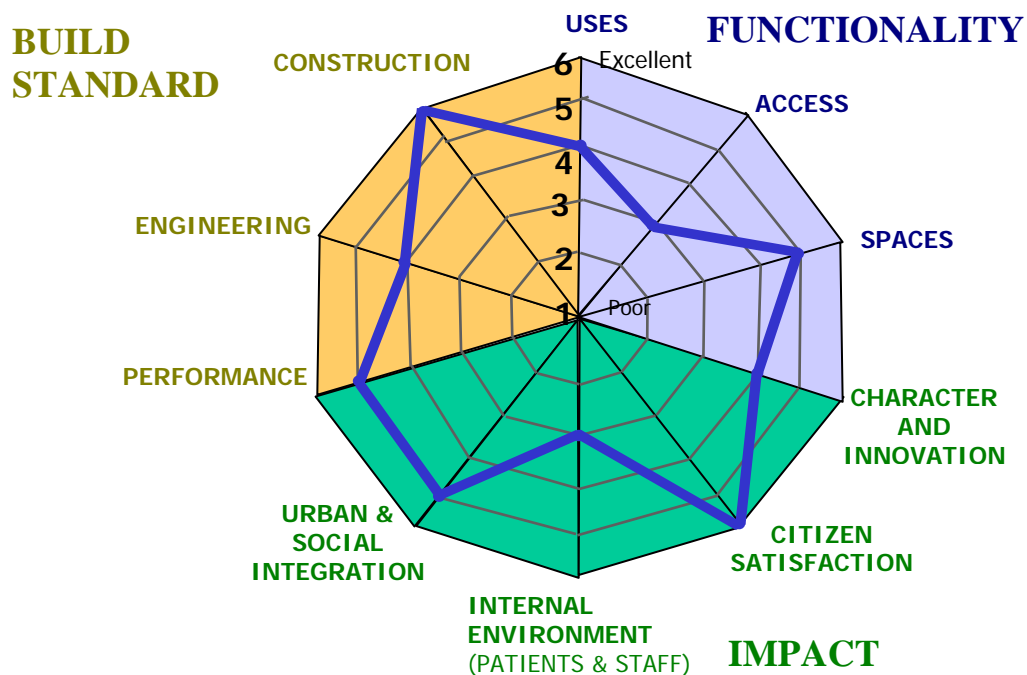 BUILD
STANDARD
USES
FUNCTIONALITY
CONSTRUCTION
6 Excellent
ACCESS
5
4
3
2
1 Poor
ENGINEERING
SPACES
PERFORMANCE
CHARACTER
AND
INNOVATION
URBAN &
SOCIAL
INTEGRATION
CITIZEN
SATISFACTION
INTERNAL
ENVIRONMENT
(PATIENTS & STAFF)
IMPACT